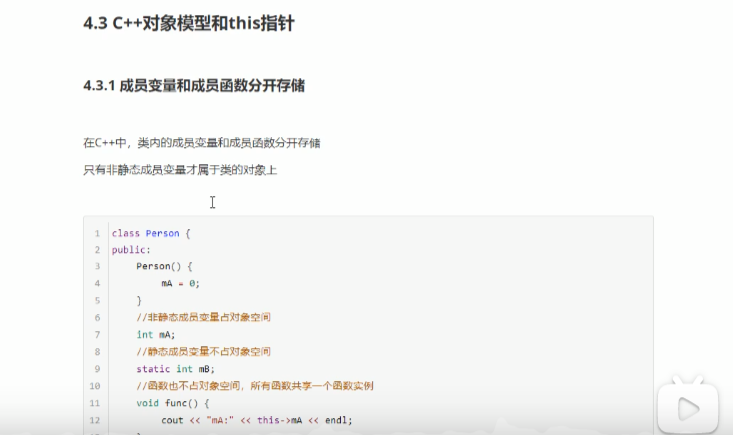 4.3 C++对象模型和this指针
4.3.1 成员变量和成员函数分开存储
在C++中，类内的成员变量和成员函数分开存储
只有非静态成员变量才属于类的对象上
1 class Person {
2 public:
3     Person() {
4         mA = 0;
5     }
6     //非静态成员变量占对象空间
7     int mA;
8     //静态成员变量不占对象空间
9     static int mB;
10     //函数也不占对象空间，所有函数共享一个函数实例
11     void func() {
12         cout << "mA:" << this->mA << endl;